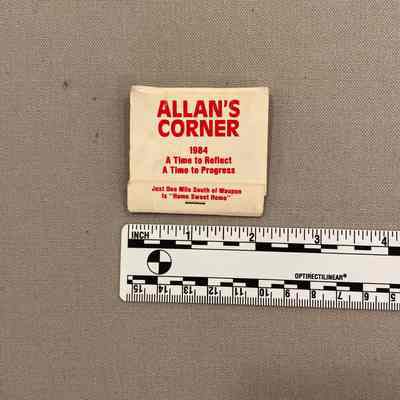 ALLAN'S
CORNER
1984
A Time to Reflect
A Time to Progress
Just One Mile South of Waupun
Is "Home Sweet Home"
INCH 1 2 3 4
OPTIRECTILINEAR®
15 14 13 12 11 10 9 8 7 6 5